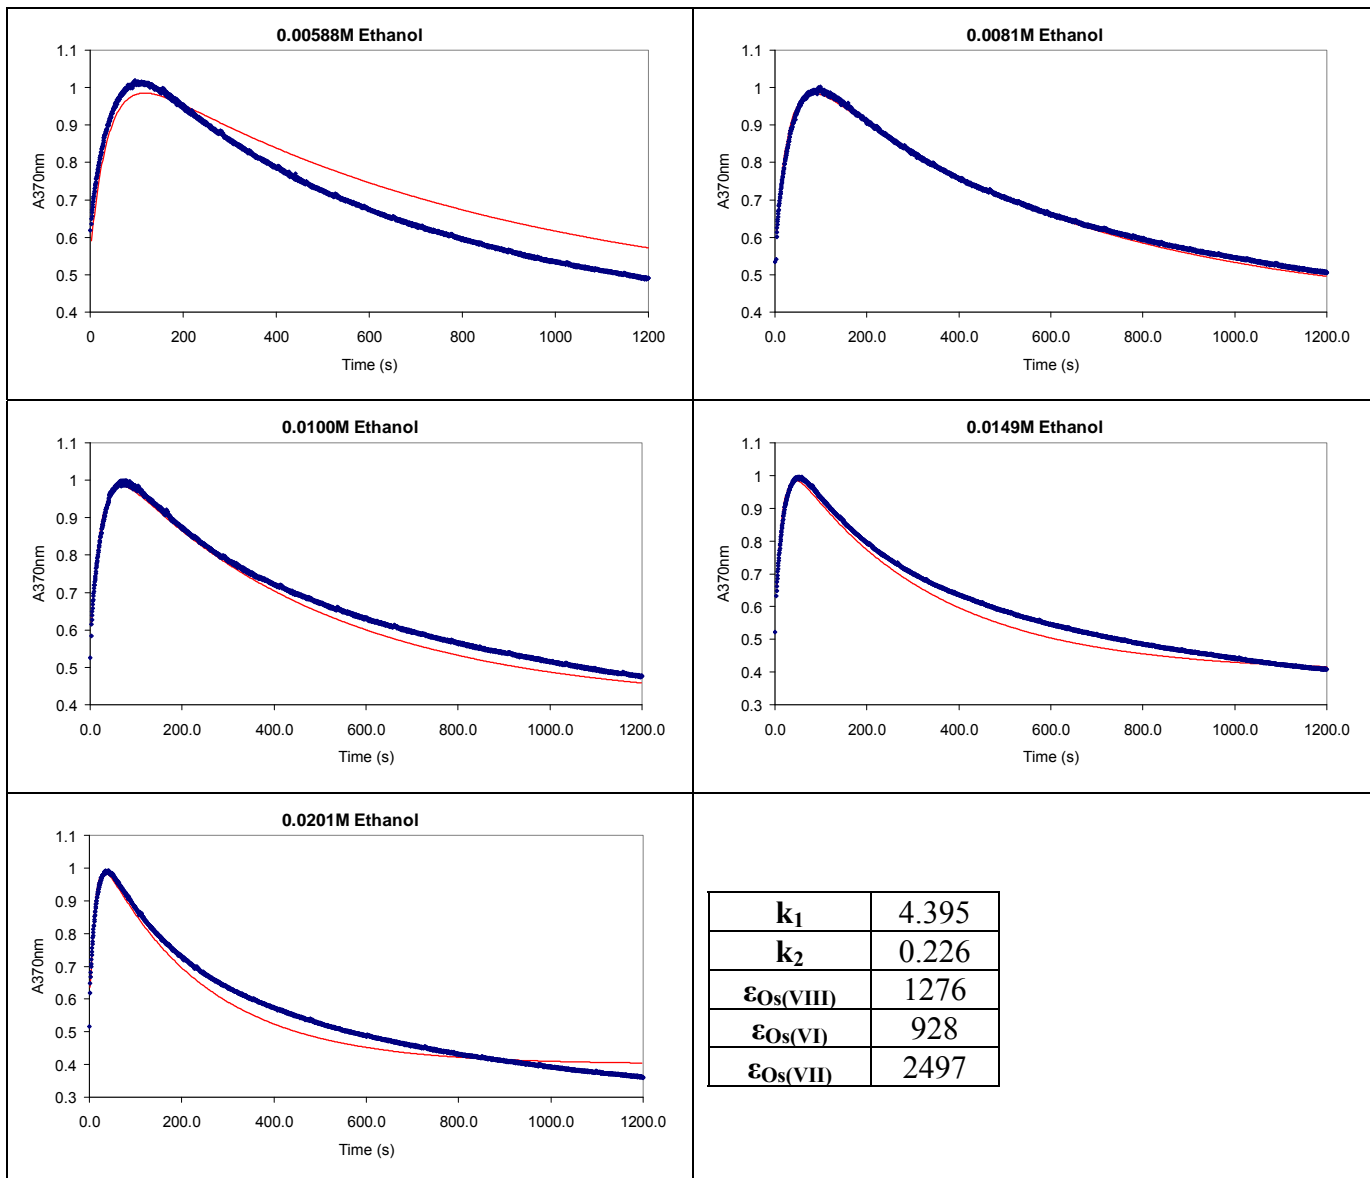 0.00588M Ethanol
1.1
1
0.9
0.8
0.7
0.6
0.5
0.4
A370nm
0 200 400 600 800 1000 1200
Time (s)
0.0081M Ethanol
1.1
1
0.9
0.8
0.7
0.6
0.5
0.4
A370nm
0.0 200.0 400.0 600.0 800.0 1000.0 1200.0
Time (s)
0.0100M Ethanol
1.1
1
0.9
0.8
0.7
0.6
0.5
0.4
A370nm
0.0 200.0 400.0 600.0 800.0 1000.0 1200.0
Time (s)
0.0149M Ethanol
1.1
1
0.9
0.8
0.7
0.6
0.5
0.4
0.3
A370nm
0.0 200.0 400.0 600.0 800.0 1000.0 1200.0
Time (s)
0.0201M Ethanol
1.1
1
0.9
0.8
0.7
0.6
0.5
0.4
0.3
A370nm
0.0 200.0 400.0 600.0 800.0 1000.0 1200.0
Time (s)
k1 4.395
k2 0.226
εOs(VIII) 1276
εOs(VI) 928
εOs(VII) 2497